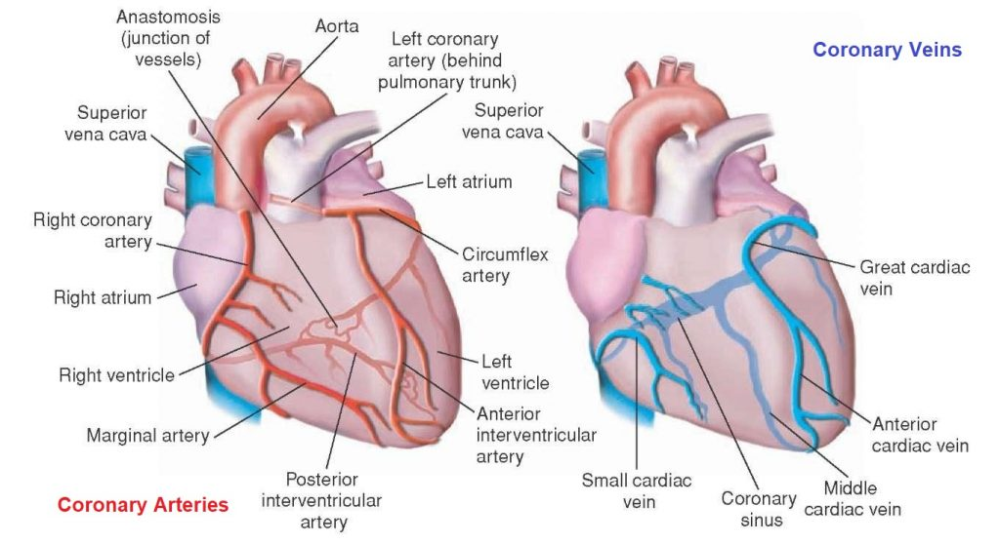 Anastomosis
(junction of
vessels)
Aorta
Left coronary
artery (behind
pulmonary trunk)
Superior
vena cava
Left atrium
Right coronary
artery
Circumflex
artery
Right atrium
Right ventricle
Left
ventricle
Marginal artery
Anterior
interventricular
artery
Posterior
interventricular
artery
Coronary Arteries
Coronary Veins
Superior
vena cava
Great cardiac
vein
Anterior
cardiac vein
Small cardiac
vein
Coronary
sinus
Middle
cardiac vein